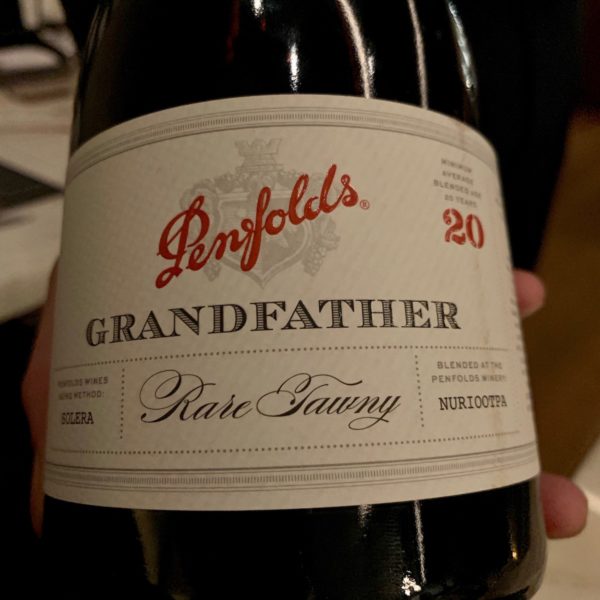 MINIMUM
AVERAGE
BLENDED AGE
20 YEARS
20
Penfolds®
GRANDFATHER
PENFOLDS WINES
METHOD:
SOLERA
Rare Tawny
BLENDED AT THE
PENFOLDS WINERY:
NURIOOTPA